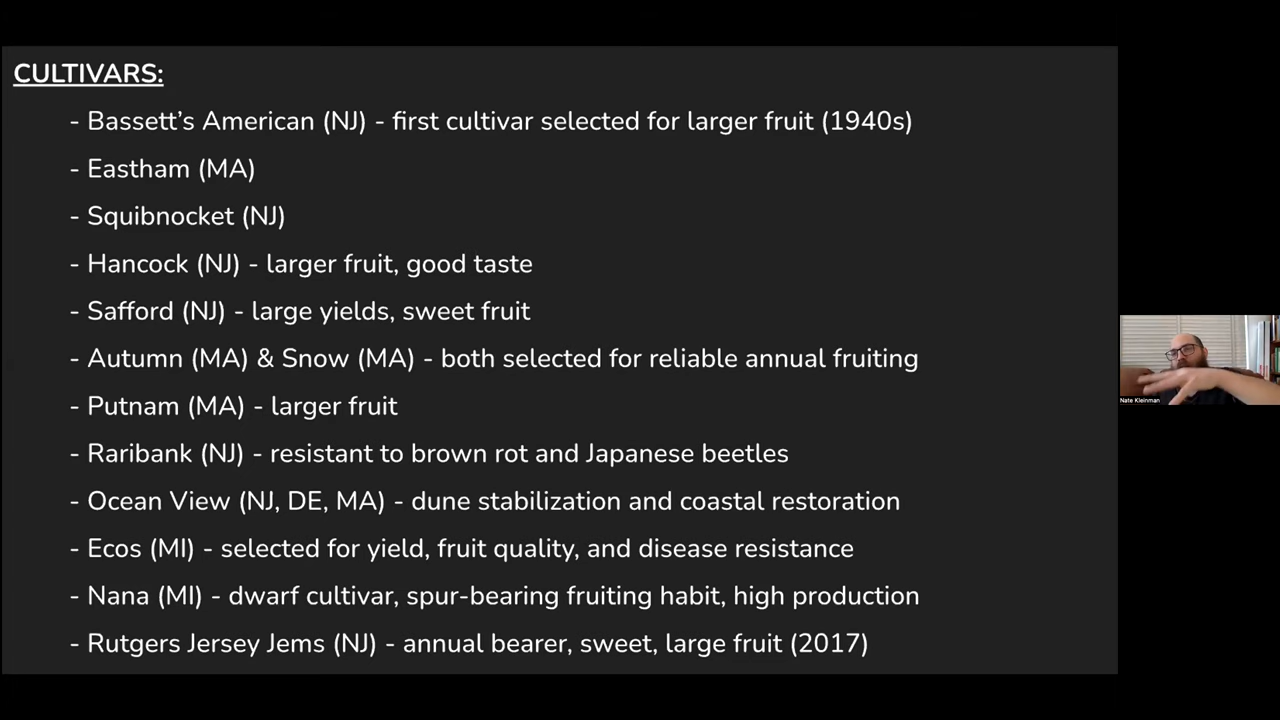 CULTIVARS:
- Bassett’s American (NJ) - first cultivar selected for larger fruit (1940s)
- Eastham (MA)
- Squibnocket (NJ)
- Hancock (NJ) - larger fruit, good taste
- Safford (NJ) - large yields, sweet fruit
- Autumn (MA) & Snow (MA) - both selected for reliable annual fruiting
- Putnam (MA) - larger fruit
- Raribank (NJ) - resistant to brown rot and Japanese beetles
- Ocean View (NJ, DE, MA) - dune stabilization and coastal restoration
- Ecos (MI) - selected for yield, fruit quality, and disease resistance
- Nana (MI) - dwarf cultivar, spur-bearing fruiting habit, high production
- Rutgers Jersey Jems (NJ) - annual bearer, sweet, large fruit (2017)
Nate Kleinman